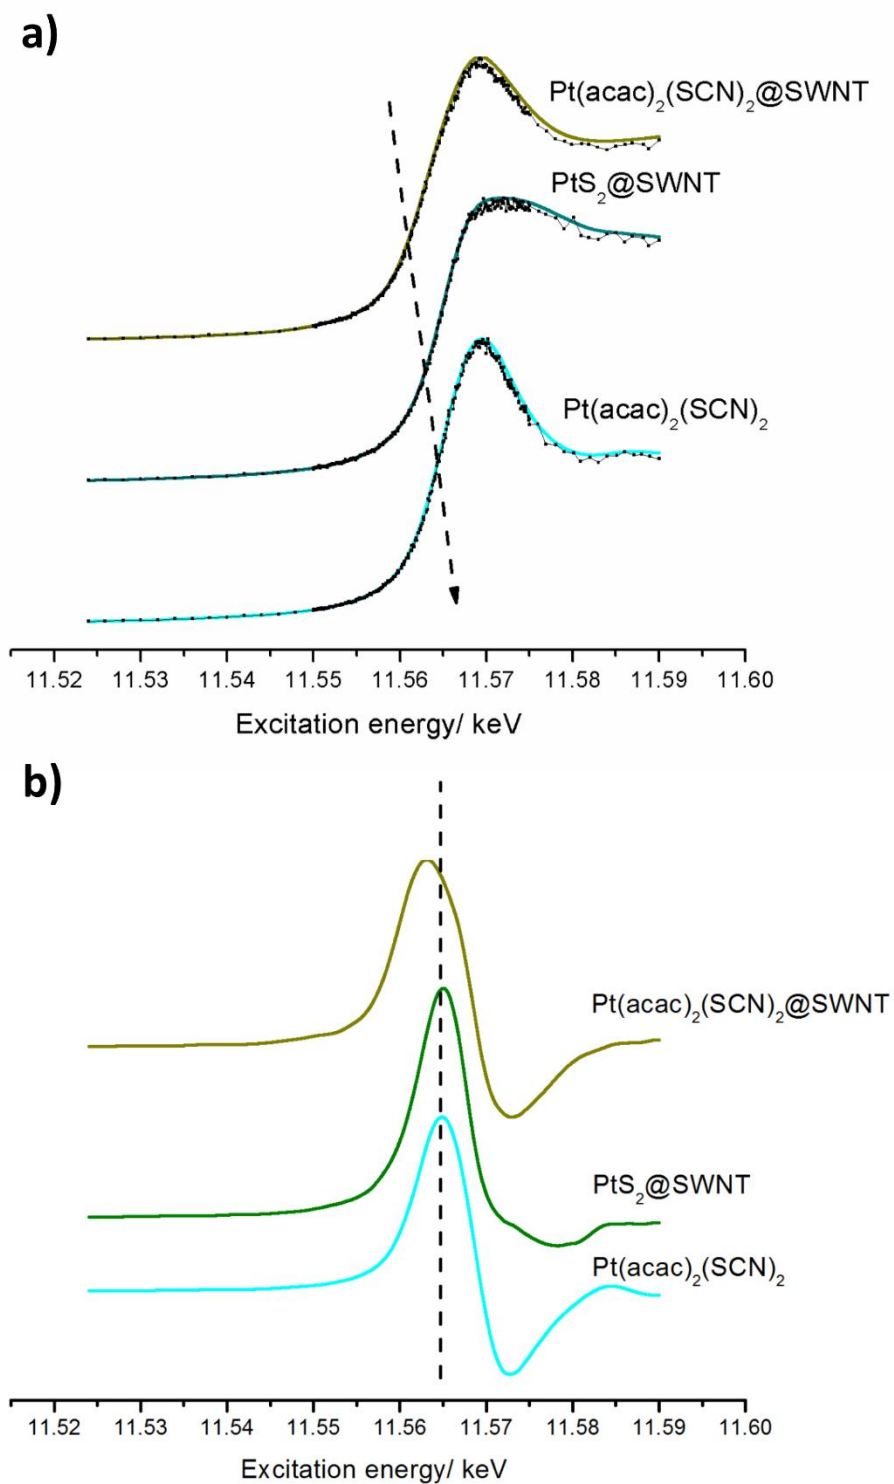 a)
Pt(acac)₂(SCN)₂@SWNT
PtS₂@SWNT
Pt(acac)₂(SCN)₂
11.52 11.53 11.54 11.55 11.56 11.57 11.58 11.59 11.60
Excitation energy/ keV
b)
Pt(acac)₂(SCN)₂@SWNT
PtS₂@SWNT
Pt(acac)₂(SCN)₂
11.52 11.53 11.54 11.55 11.56 11.57 11.58 11.59 11.60
Excitation energy/ keV